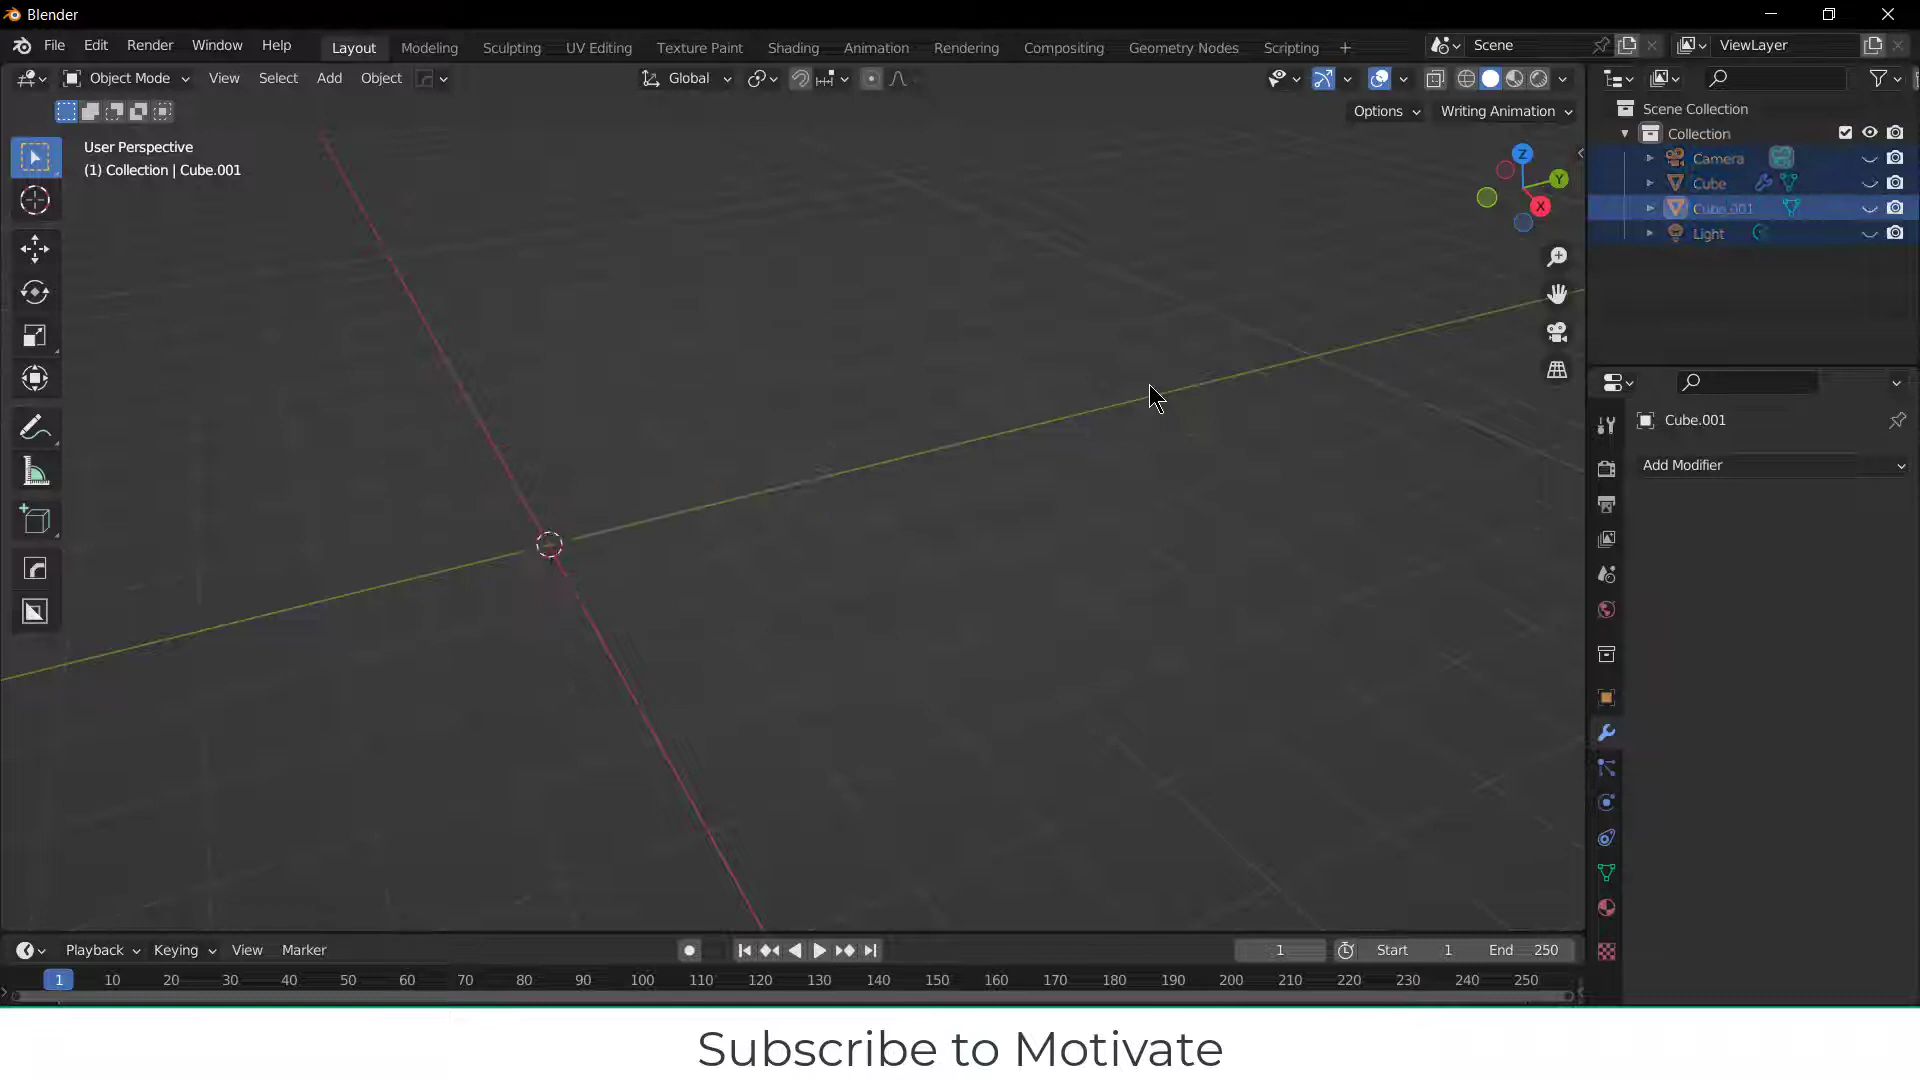 Blender
File Edit Render Window Help Layout Modeling Sculpting UV Editing Texture Paint Shading Animation Rendering Compositing Geometry Nodes Scripting + Scene ViewLayer
Object Mode View Select Add Object Global
Options Writing Animation
User Perspective
(1) Collection | Cube.001
Z
Y
X
Scene Collection
Collection
Camera
Cube
Cube.001
Light
Cube.001
Add Modifier
Playback Keying View Marker 1 Start 1 End 250
1 10 20 30 40 50 60 70 80 90 100 110 120 130 140 150 160 170 180 190 200 210 220 230 240 250
Subscribe to Motivate